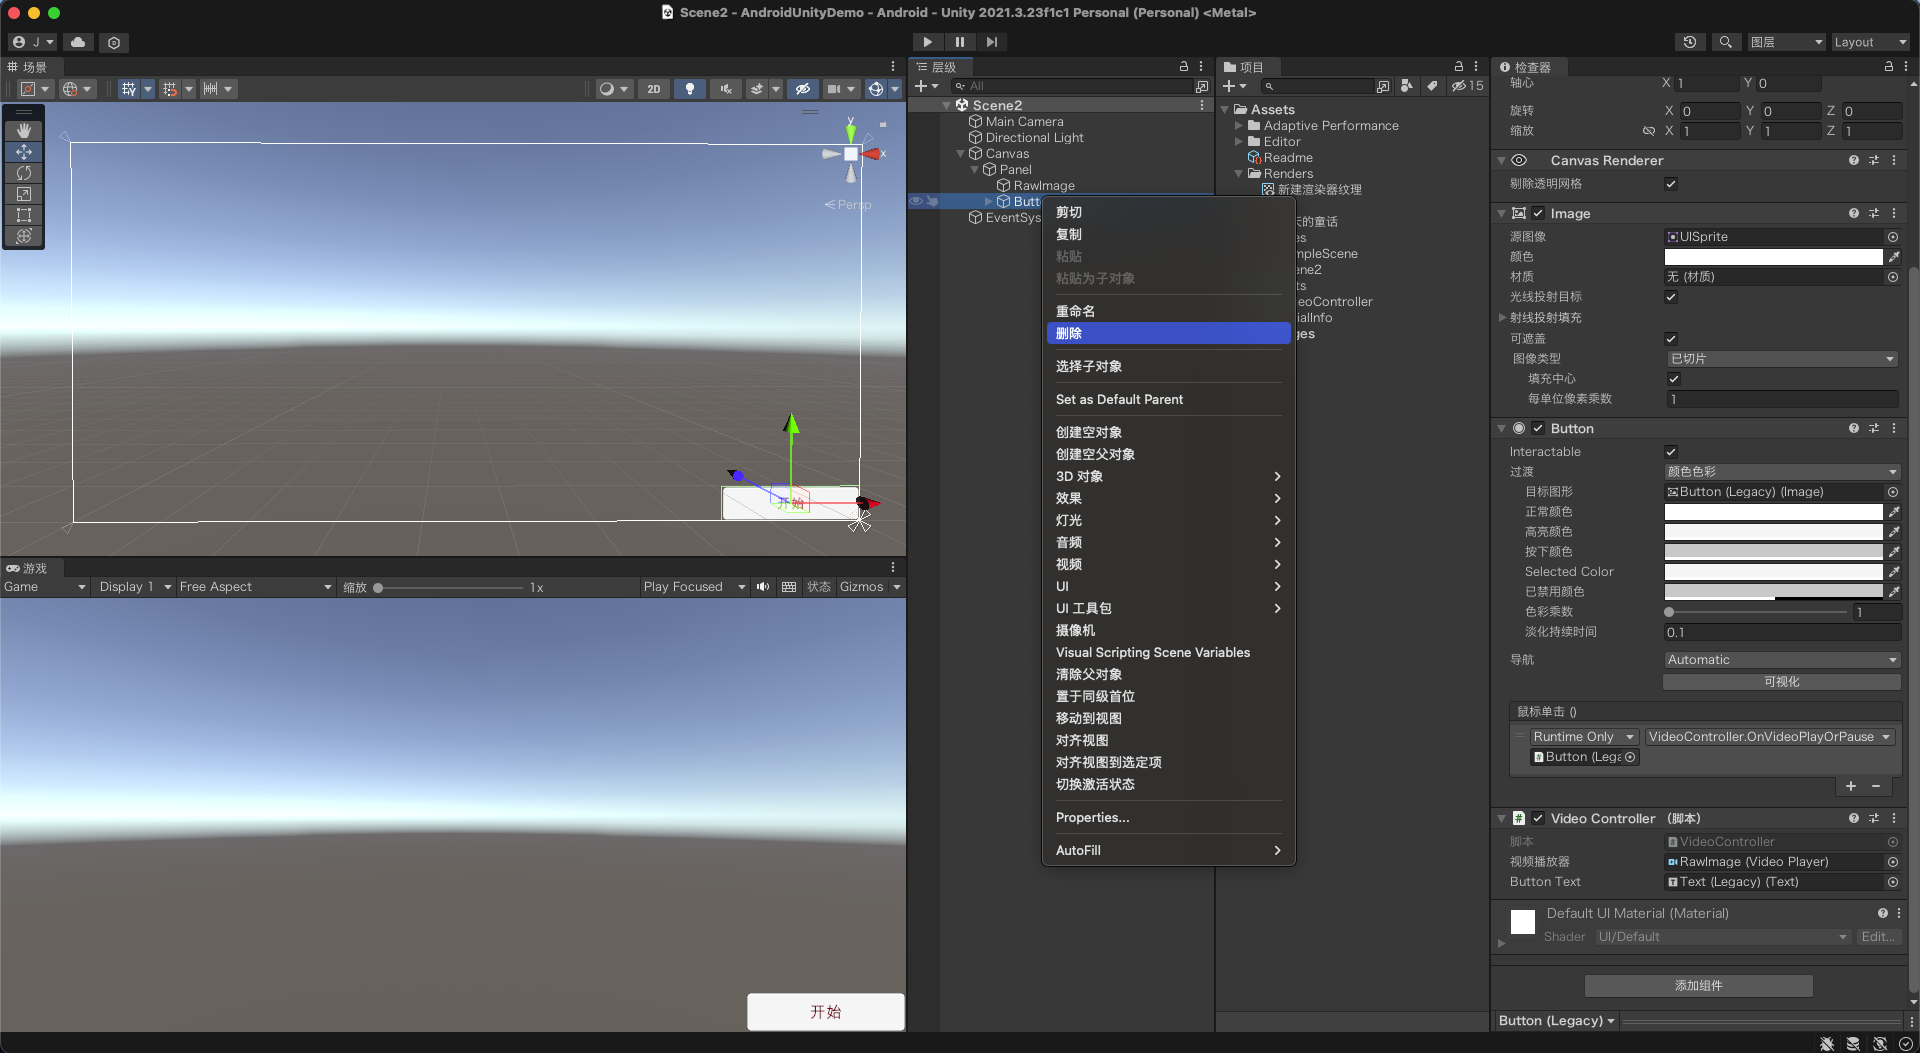 Scene2 - AndroidUnityDemo - Android - Unity 2021.3.23f1c1 Personal (Personal) <Metal>
J
图层
Layout
场景
2D
y
x
Persp
开始
游戏
Game
Display 1
Free Aspect
缩放
1x
Play Focused
状态
Gizmos
开始
层级
All
Scene2
Main Camera
Directional Light
Canvas
Panel
RawImage
Butt
EventSys
剪切
复制
粘贴
粘贴为子对象
重命名
删除
选择子对象
Set as Default Parent
创建空对象
创建空父对象
3D 对象
效果
灯光
音频
视频
UI
UI 工具包
摄像机
Visual Scripting Scene Variables
清除父对象
置于同级首位
移动到视图
对齐视图
对齐视图到选定项
切换激活状态
Properties...
AutoFill
项目
15
Assets
Adaptive Performance
Editor
Readme
Renders
新建渲染器纹理
天的童话
es
mpleScene
ene2
ts
eoController
ialInfo
ges
检查器
轴心 X 1 Y 0
旋转 X 0 Y 0 Z 0
缩放 X 1 Y 1 Z 1
Canvas Renderer
剔除透明网格
Image
源图像 UISprite
颜色
材质 无 (材质)
光线投射目标
射线投射填充
可遮盖
图像类型 已切片
填充中心
每单位像素乘数 1
Button
Interactable
过渡 颜色色彩
目标图形 Button (Legacy) (Image)
正常颜色
高亮颜色
按下颜色
Selected Color
已禁用颜色
色彩乘数 1
淡化持续时间 0.1
导航 Automatic
可视化
鼠标单击 ()
Runtime Only VideoController.OnVideoPlayOrPause
Button (Lega
Video Controller (脚本)
脚本 VideoController
视频播放器 RawImage (Video Player)
Button Text Text (Legacy) (Text)
Default UI Material (Material)
Shader UI/Default Edit...
添加组件
Button (Legacy)